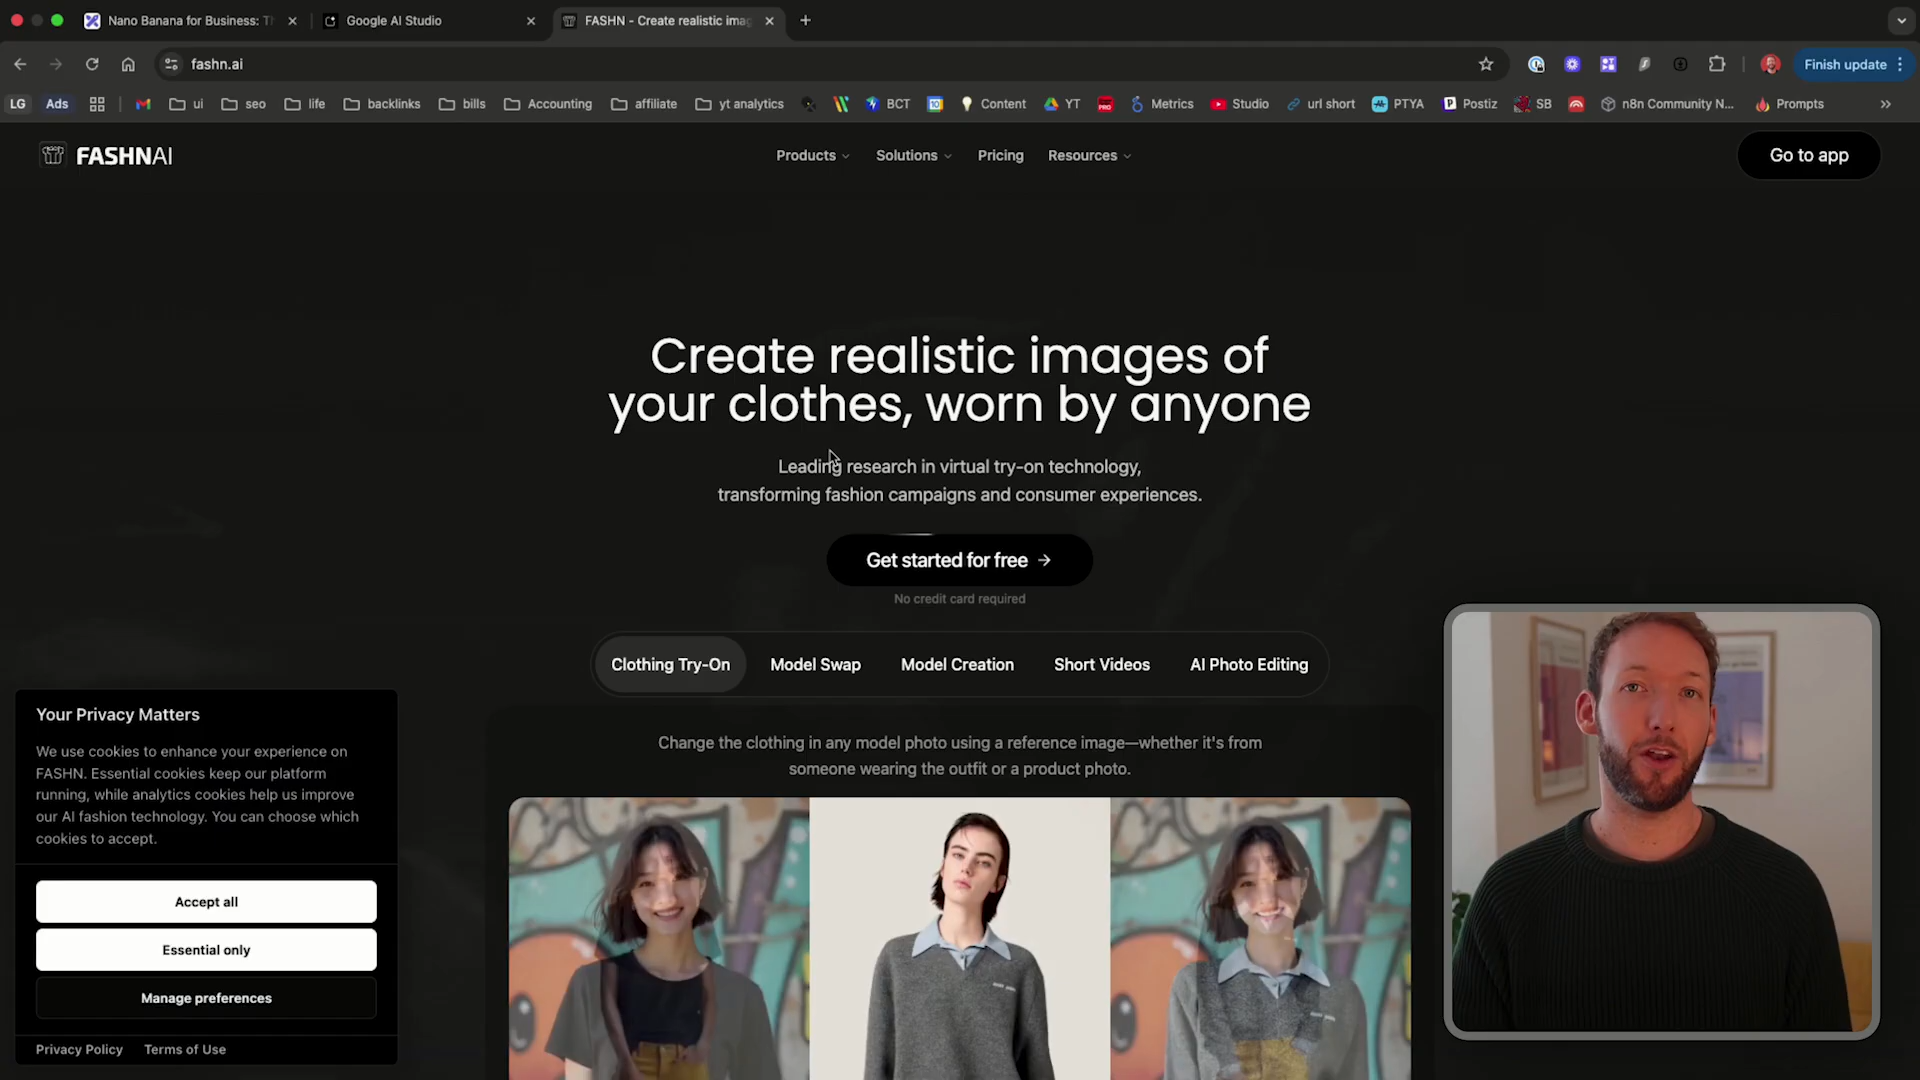 Nano Banana for Business: Th
Google AI Studio
FASHN - Create realistic imag
fashn.ai
Finish update
LG
Ads
ui
seo
life
backlinks
bills
Accounting
affiliate
yt analytics
BCT
Content
YT
Metrics
Studio
url short
PTYA
Postiz
SB
n8n Community N...
Prompts
FASHNAI
Products
Solutions
Pricing
Resources
Go to app
Create realistic images of
your clothes, worn by anyone
Leading research in virtual try-on technology,
transforming fashion campaigns and consumer experiences.
Get started for free →
No credit card required
Clothing Try-On
Model Swap
Model Creation
Short Videos
AI Photo Editing
Change the clothing in any model photo using a reference image—whether it's from
someone wearing the outfit or a product photo.
Your Privacy Matters
We use cookies to enhance your experience on
FASHN. Essential cookies keep our platform
running, while analytics cookies help us improve
our AI fashion technology. You can choose which
cookies to accept.
Accept all
Essential only
Manage preferences
Privacy Policy
Terms of Use